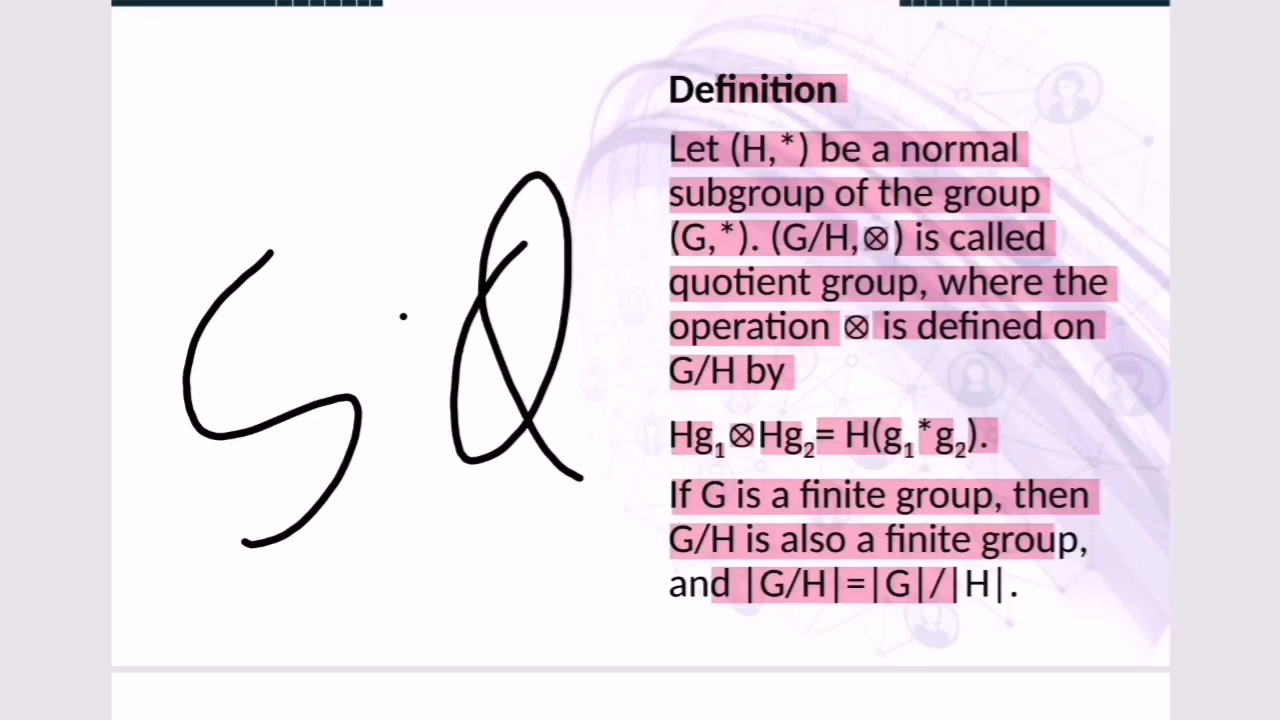 S.Q
Definition
Let (H,*) be a normal
subgroup of the group
(G,*). (G/H,⊗) is called
quotient group, where the
operation ⊗ is defined on
G/H by
Hg₁⊗Hg₂= H(g₁*g₂).
If G is a finite group, then
G/H is also a finite group,
and |G/H|=|G|/|H|.